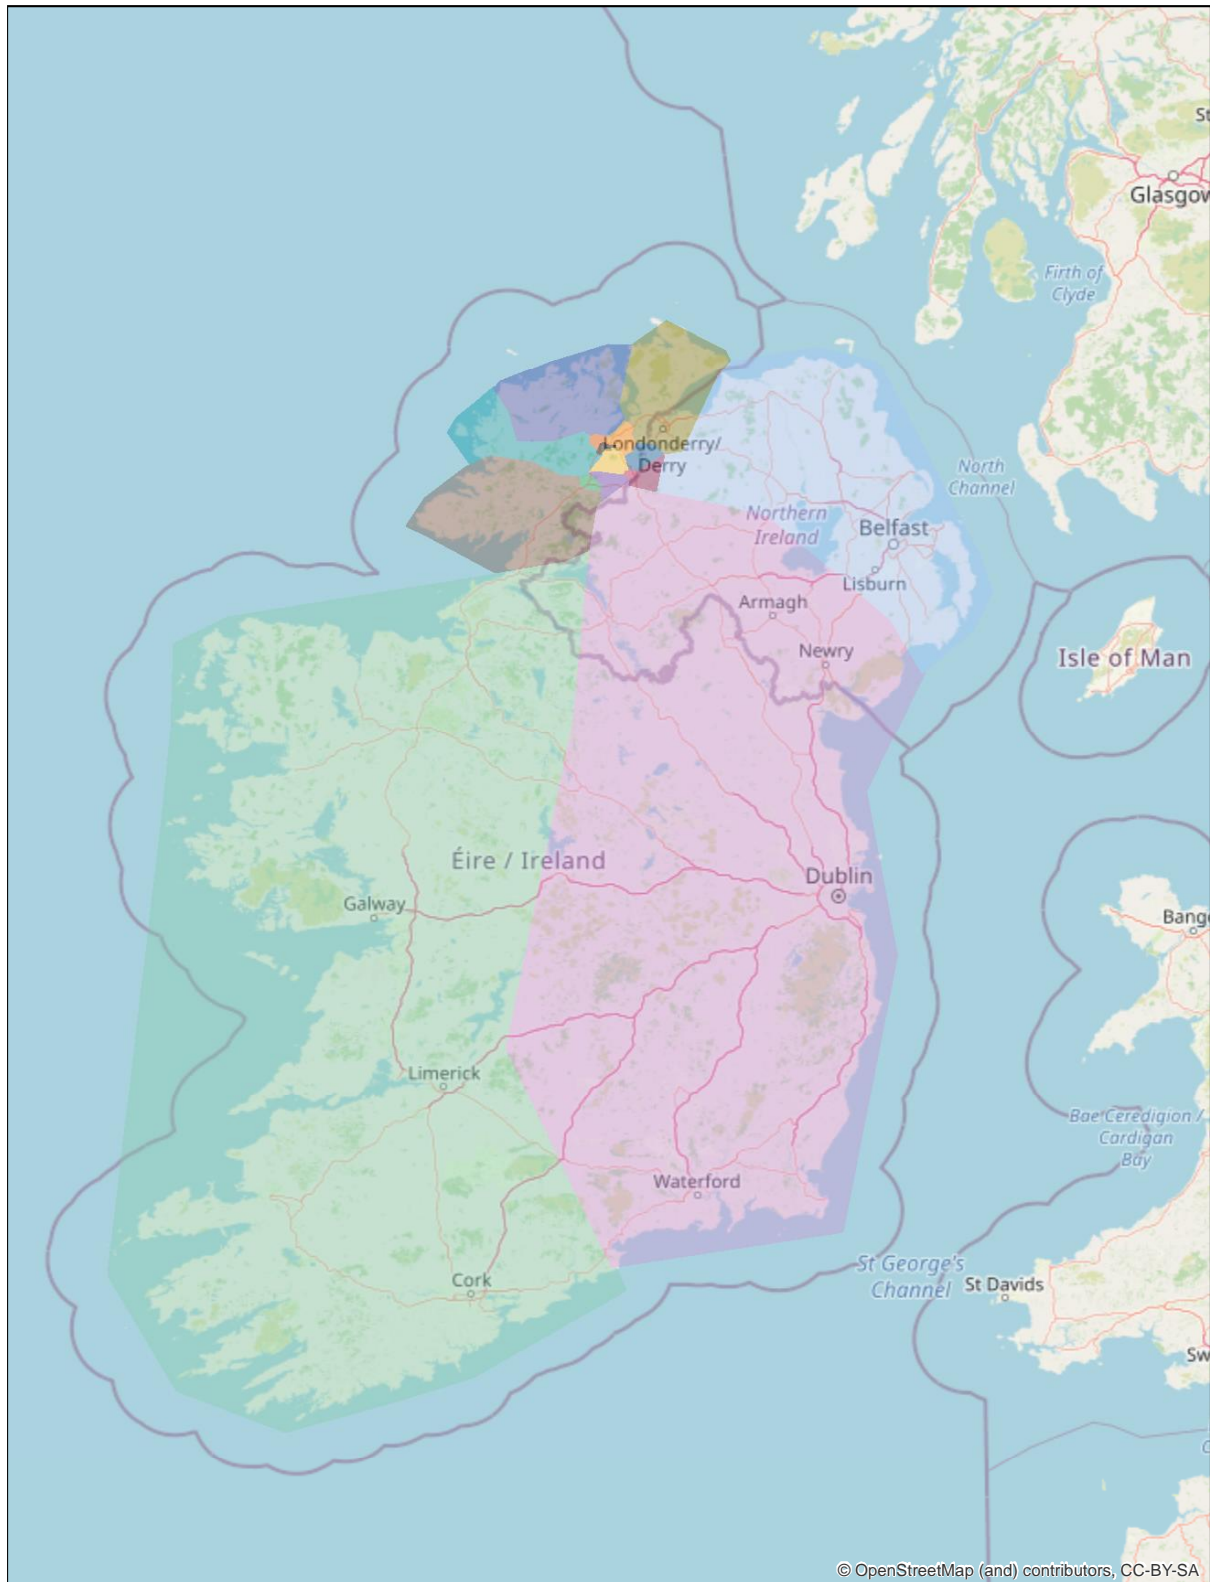 St
Glasgow
Firth of
Clyde
Londonderry/
Derry
North
Channel
Northern
Ireland
Belfast
Lisburn
Armagh
Newry
Isle of Man
Éire / Ireland
Dublin
Galway
Bang
Limerick
Bae Ceredigion /
Cardigan
Bay
Waterford
St George's
Channel
St Davids
Cork
Sw
© OpenStreetMap (and) contributors, CC-BY-SA